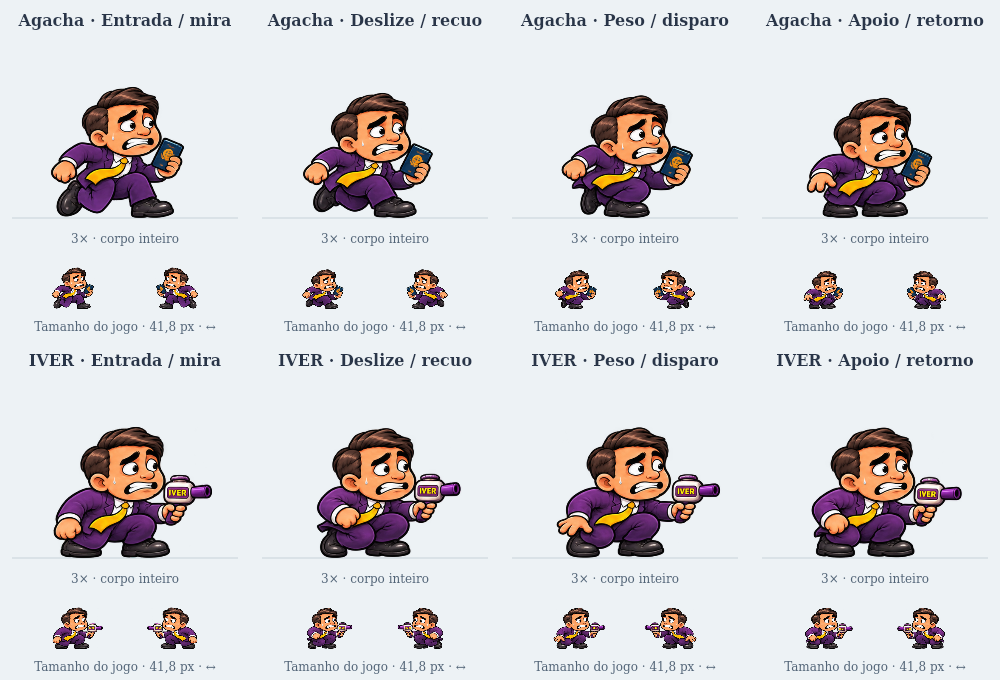 Agacha · Entrada / mira
Agacha · Deslize / recuo
Agacha · Peso / disparo
Agacha · Apoio / retorno
3× · corpo inteiro
3× · corpo inteiro
3× · corpo inteiro
3× · corpo inteiro
Tamanho do jogo · 41,8 px · ↔
Tamanho do jogo · 41,8 px · ↔
Tamanho do jogo · 41,8 px · ↔
Tamanho do jogo · 41,8 px · ↔
IVER · Entrada / mira
IVER · Deslize / recuo
IVER · Peso / disparo
IVER · Apoio / retorno
IVER
IVER
IVER
IVER
3× · corpo inteiro
3× · corpo inteiro
3× · corpo inteiro
3× · corpo inteiro
Tamanho do jogo · 41,8 px · ↔
Tamanho do jogo · 41,8 px · ↔
Tamanho do jogo · 41,8 px · ↔
Tamanho do jogo · 41,8 px · ↔